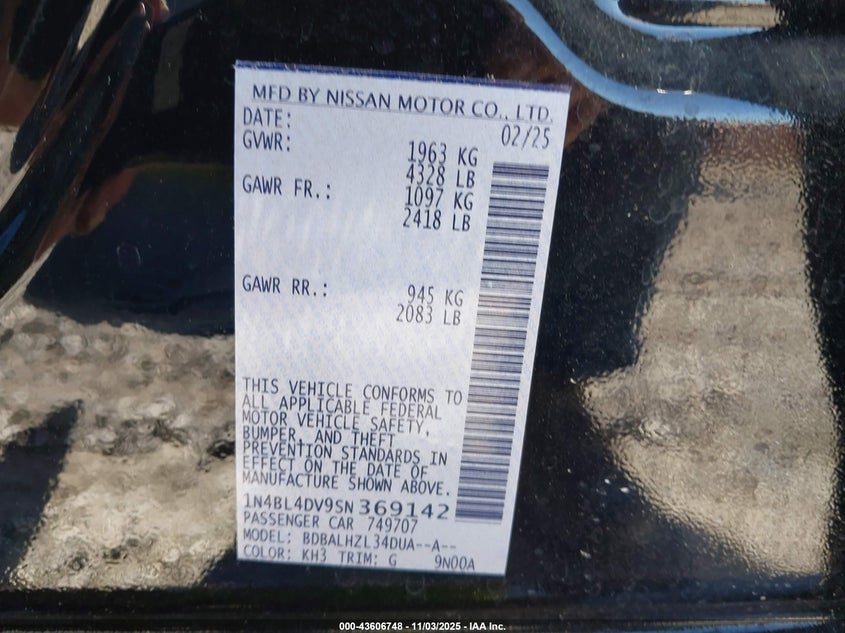 MFD BY NISSAN MOTOR CO., LTD.
DATE: 02/25
GVWR: 1963 KG
4328 LB
GAWR FR.: 1097 KG
2418 LB
GAWR RR.: 945 KG
2083 LB
THIS VEHICLE CONFORMS TO
ALL APPLICABLE FEDERAL
MOTOR VEHICLE SAFETY,
BUMPER, AND THEFT
PREVENTION STANDARDS IN
EFFECT ON THE DATE OF
MANUFACTURE SHOWN ABOVE.
1N4BL4DV9SN369142
PASSENGER CAR 749707
MODEL: BDBALHZL34DUA--A--
COLOR: KH3 TRIM: G 9N00A
000-43606748 - 11/03/2025 - IAA Inc.